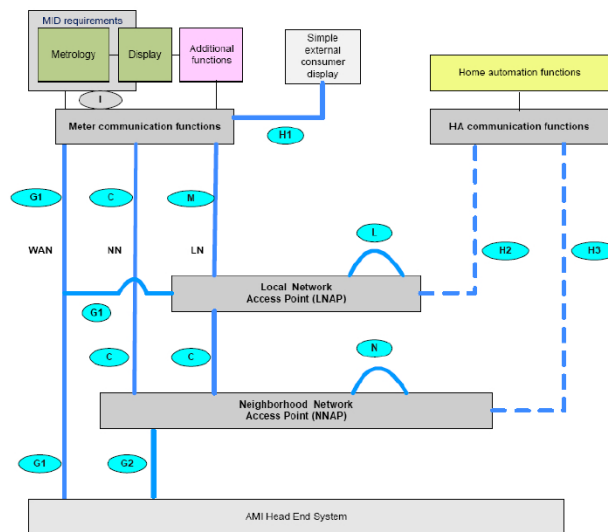 MID requirements
Metrology
Display
Additional
functions
Simple
external
consumer
display
Home automation functions
I
Meter communication functions
HA communication functions
H1
G1
C
M
WAN
NN
LN
L
H2
H3
Local Network
Access Point (LNAP)
G1
C
C
N
Neighborhood Network
Access Point (NNAP)
G1
G2
AMI Head End System